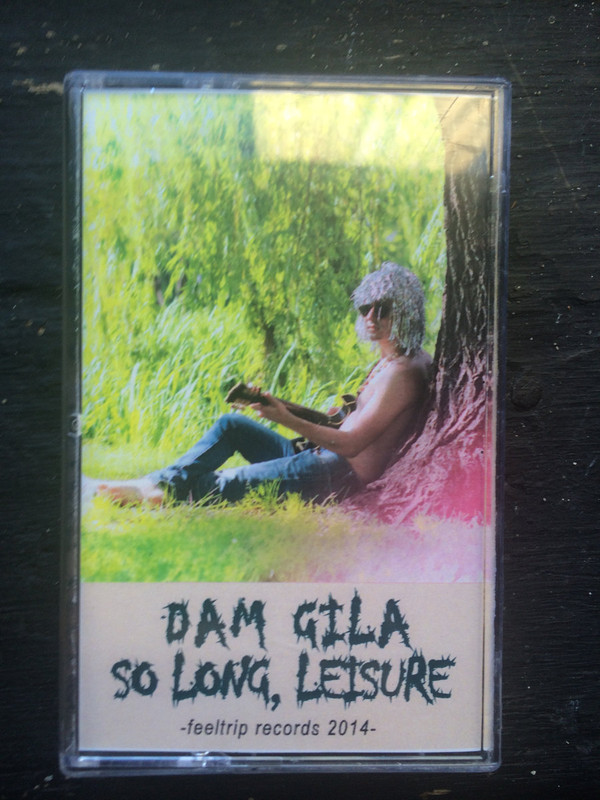 DAM GILA
SO LONG, LEISURE
-feeltrip records 2014-